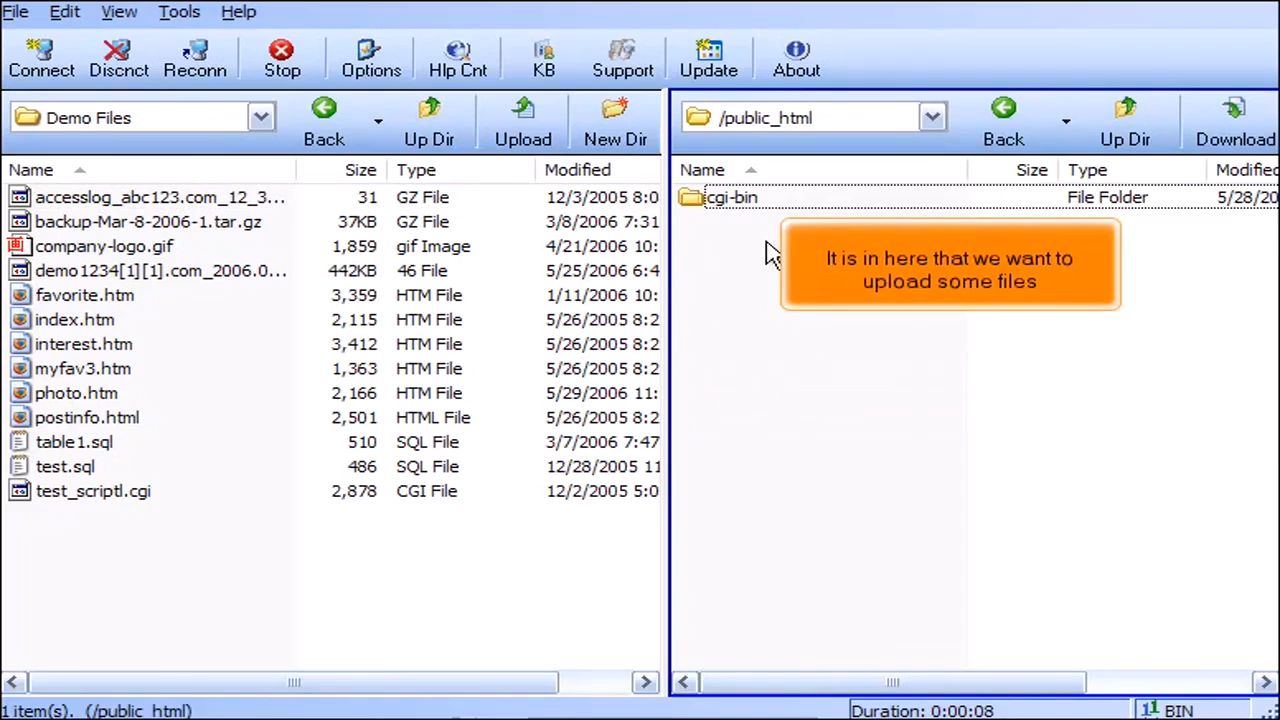 File Edit View Tools Help
Connect Discnct Reconn Stop Options Hlp Cnt KB Support Update About
Demo Files Back Up Dir Upload New Dir
/public_html Back Up Dir Download
Name Size Type Modified
accesslog_abc123.com_12_3... 31 GZ File 12/3/2005 8:0
backup-Mar-8-2006-1.tar.gz 37KB GZ File 3/8/2006 7:31
company-logo.gif 1,859 gif Image 4/21/2006 10:
demo1234[1][1].com_2006.0... 442KB 46 File 5/25/2006 6:4
favorite.htm 3,359 HTM File 1/11/2006 10:
index.htm 2,115 HTM File 5/26/2005 8:2
interest.htm 3,412 HTM File 5/26/2005 8:2
myfav3.htm 1,363 HTM File 5/26/2005 8:2
photo.htm 2,166 HTM File 5/29/2006 11:
postinfo.html 2,501 HTML File 5/26/2005 8:2
table1.sql 510 SQL File 3/7/2006 7:47
test.sql 486 SQL File 12/28/2005 11
test_scriptl.cgi 2,878 CGI File 12/2/2005 5:0
Name Size Type Modified
cgi-bin File Folder 5/28/20
It is in here that we want to
upload some files
1 item(s). (/public_html) Duration: 0:00:08 BIN